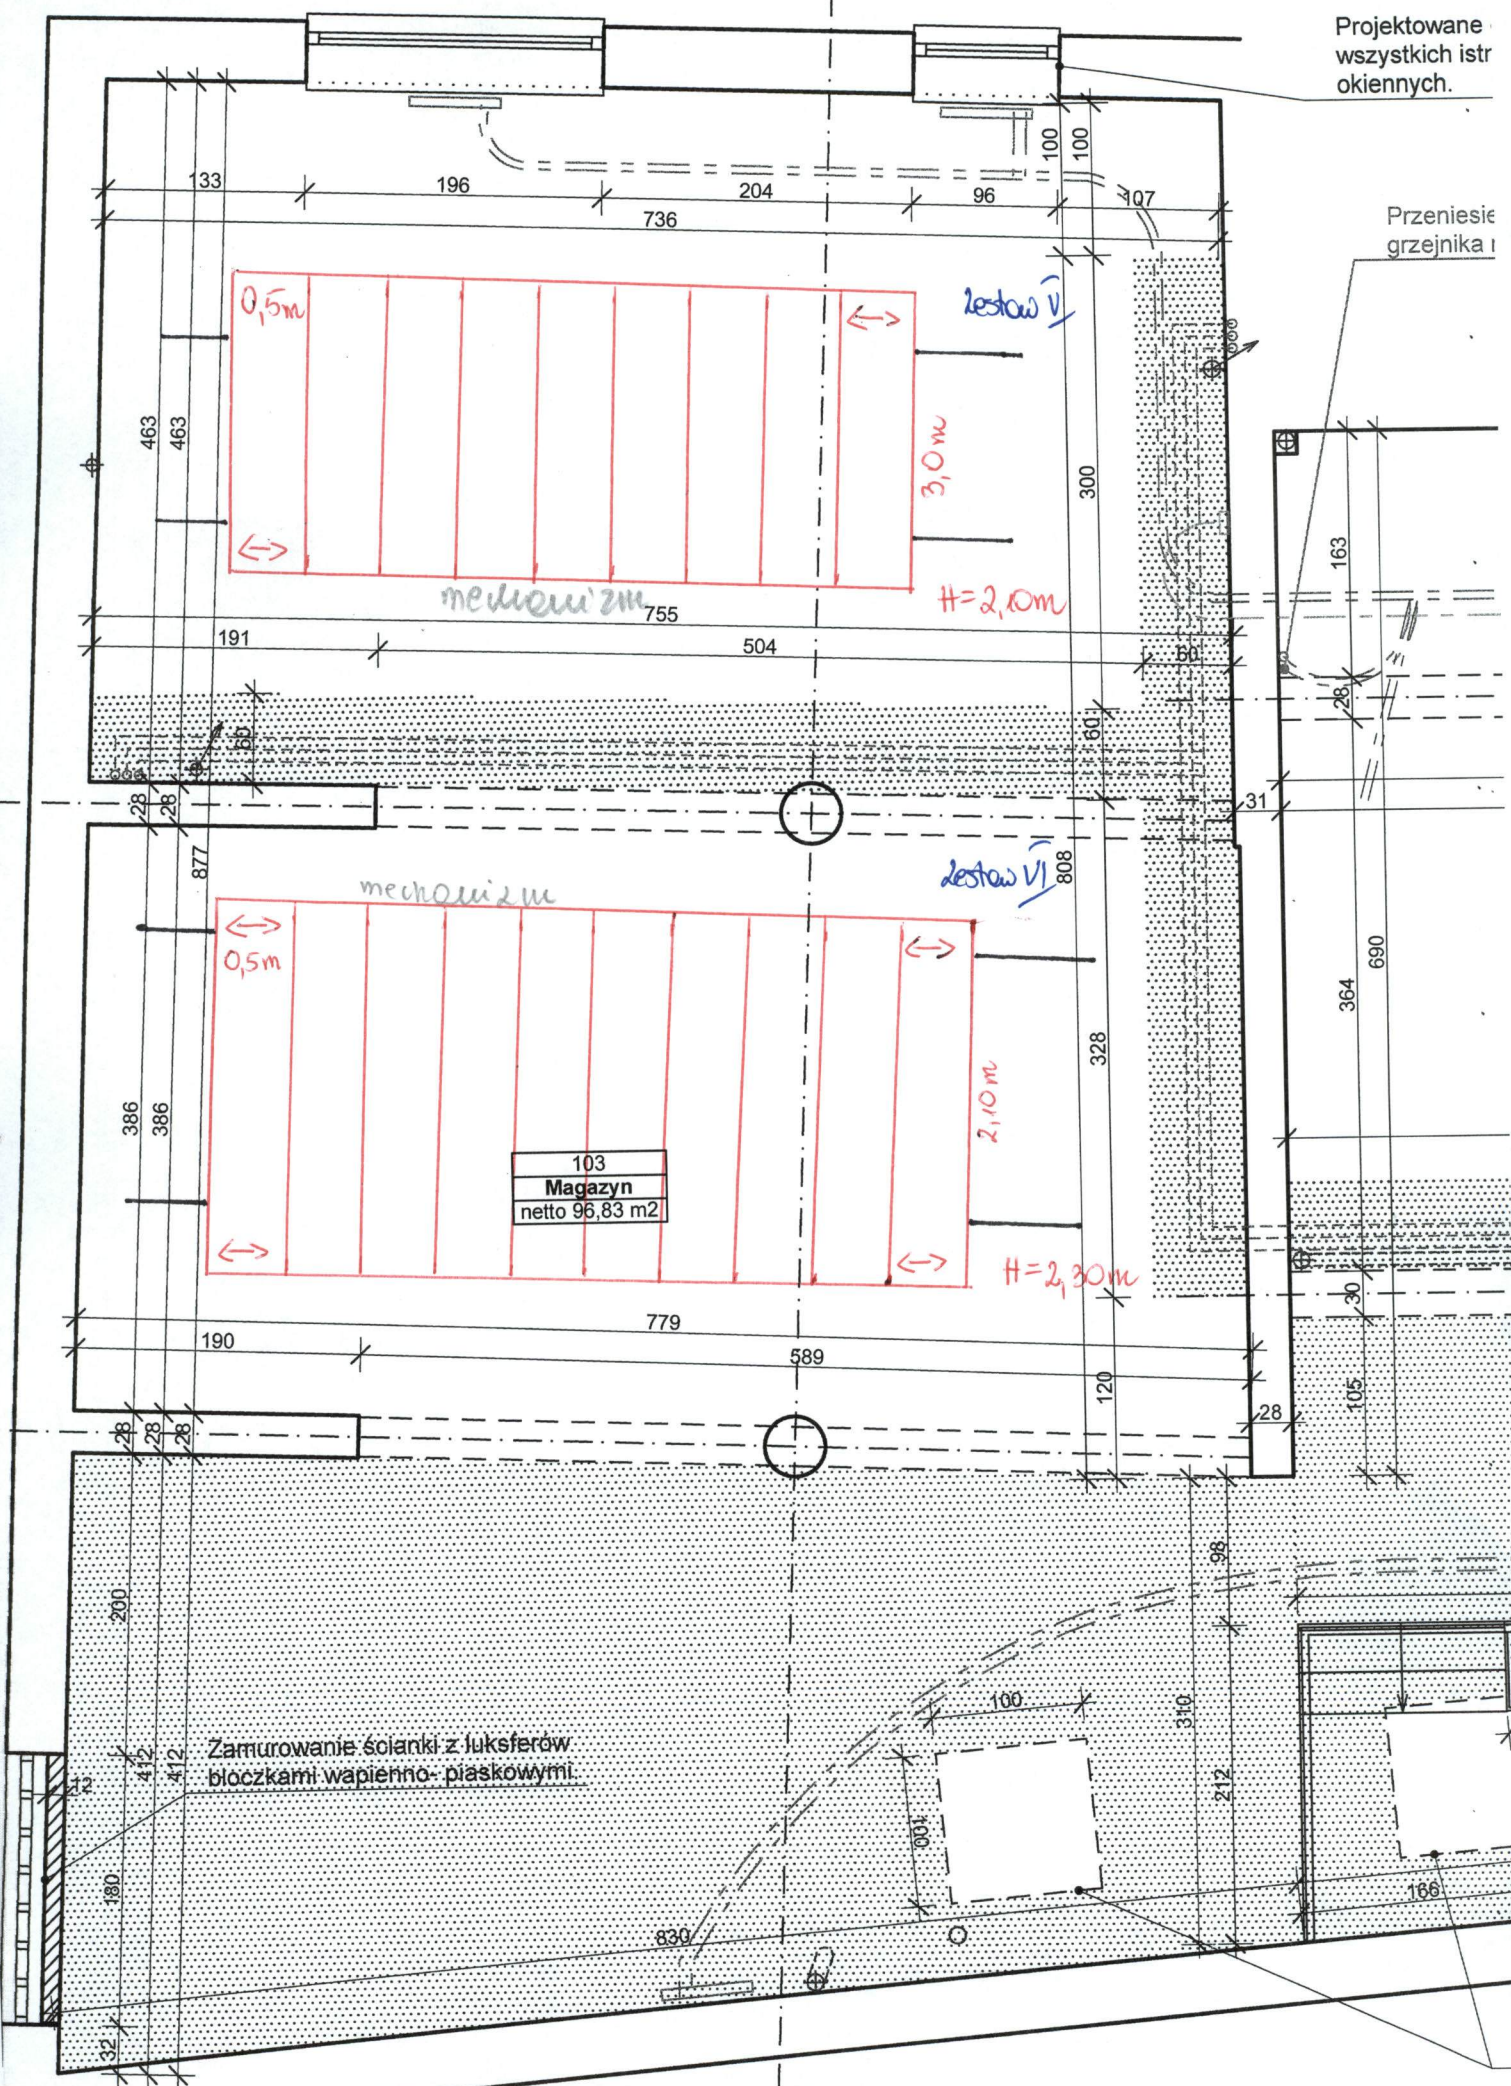 Projektowane
wszystkich istr
okiennych.
100
100
133
196
204
96
107
736
Przeniesie
grzejnika
0,5m
Zestaw V
463
463
3,0m
300
163
mechanizm
H=2,10m
755
191
504
60
28
60
60
28
28
31
877
808
mechanizm
Zestaw VI
0,5m
690
364
328
386
386
2,10m
103
Magazyn
netto 96,83 m2
H=2,30m
30
779
190
589
120
105
28
28
28
28
98
200
100
310
Zamurowanie ścianki z luksferów
bloczkami wapienno- piaskowymi.
412
412
12
212
100
180
166
830
32